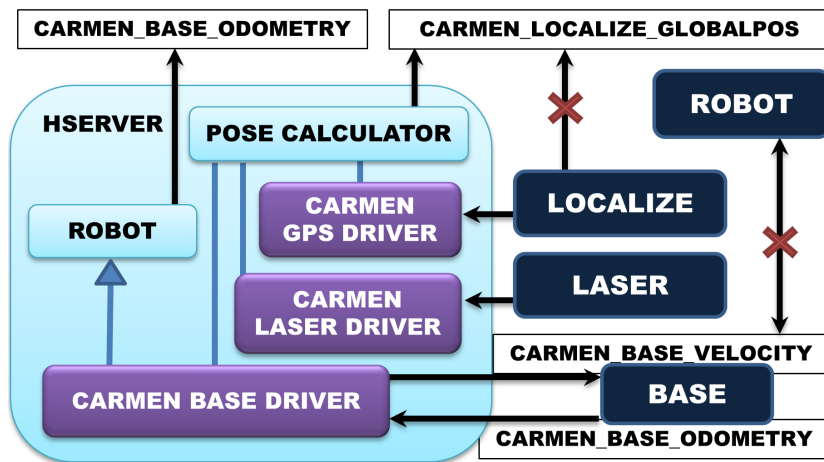 CARMEN_BASE_ODOMETRY
CARMEN_LOCALIZE_GLOBALPOS
HSERVER
POSE CALCULATOR
ROBOT
CARMEN
GPS DRIVER
LOCALIZE
ROBOT
CARMEN
LASER DRIVER
LASER
CARMEN_BASE_VELOCITY
CARMEN BASE DRIVER
BASE
CARMEN_BASE_ODOMETRY